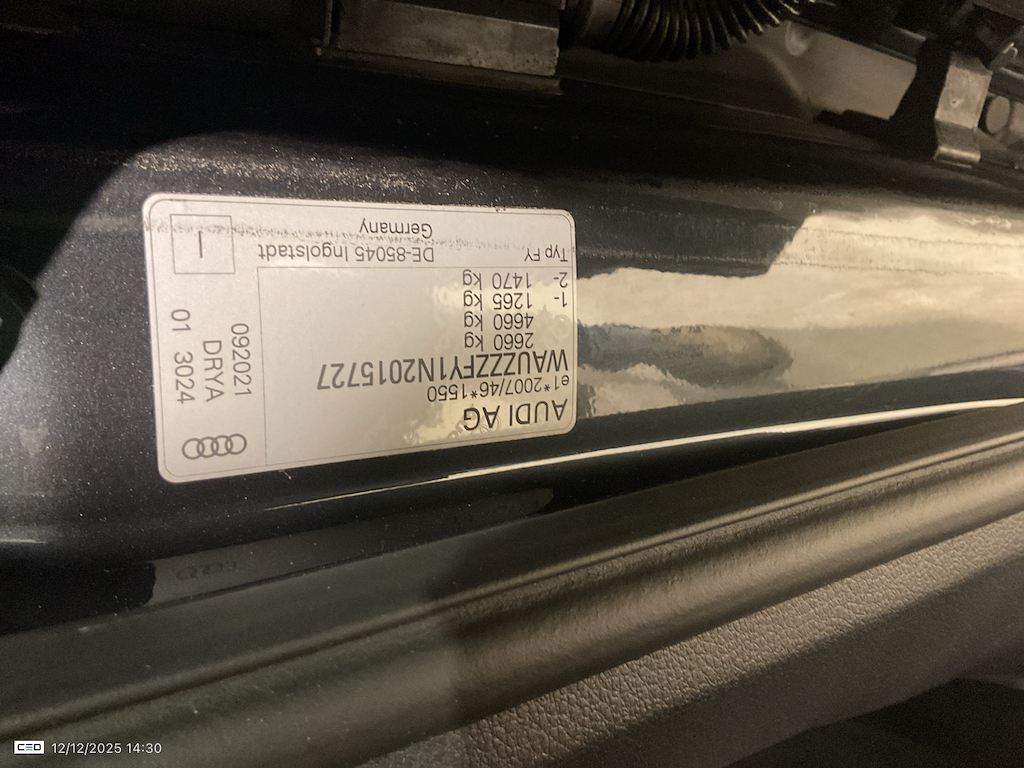 AUDI AG
e1*2007/46*1550
WAUZZZFY1N2015727
2660 kg
4660 kg
1- 1265 kg
2- 1470 kg
Typ FY DE-85045 Ingolstadt
Germany
092021
DRYA
01 3024
I
CEO 12/12/2025 14:30